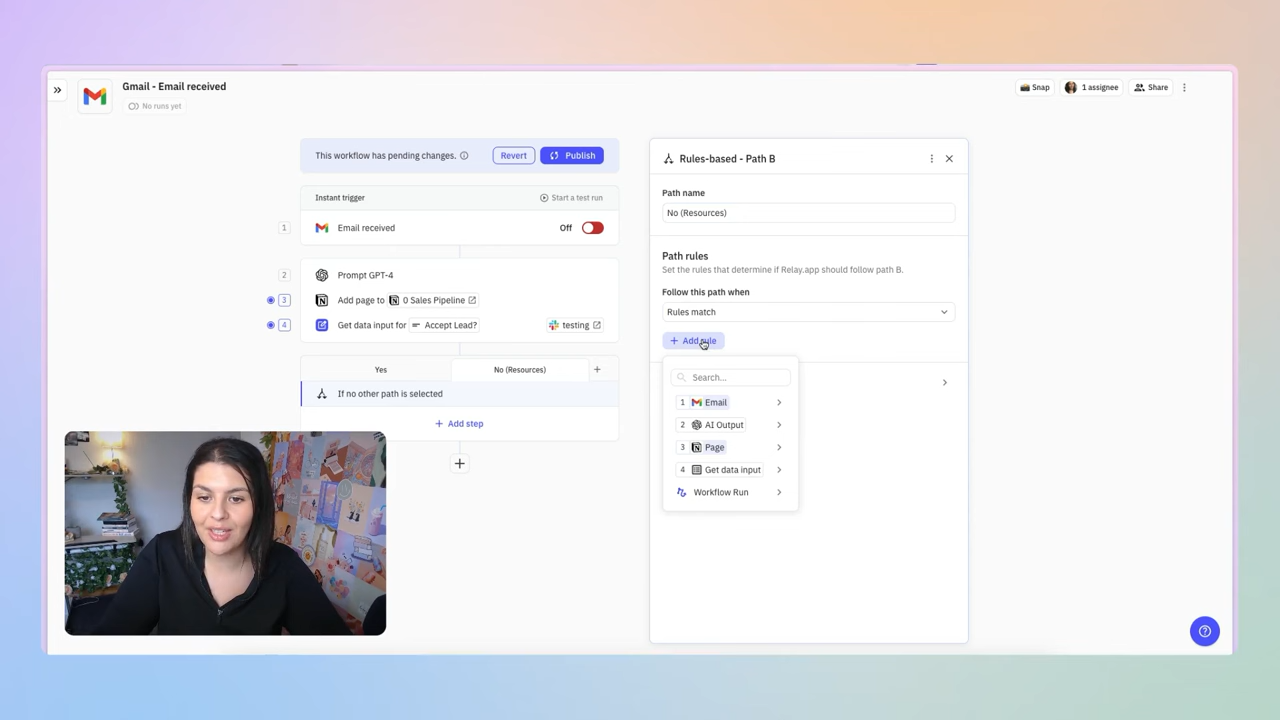 Gmail - Email received
No runs yet
Snap
1 assignee
Share
This workflow has pending changes.
Revert
Publish
Instant trigger
Start a test run
1
Email received
Off
2
Prompt GPT-4
3
Add page to
0 Sales Pipeline
4
Get data input for
Accept Lead?
testing
Yes
No (Resources)
If no other path is selected
Add step
Rules-based - Path B
Path name
No (Resources)
Path rules
Set the rules that determine if Relay.app should follow path B.
Follow this path when
Rules match
Add rule
Search...
1 Email
2 AI Output
3 Page
4 Get data input
Workflow Run